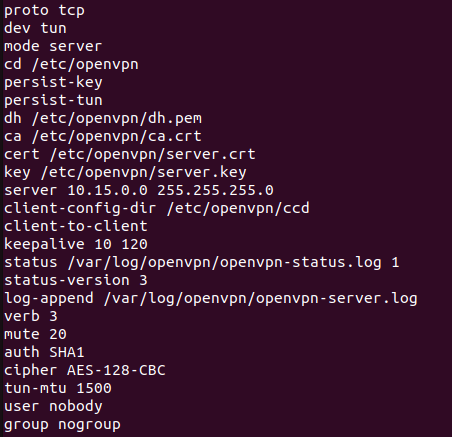 proto tcp
dev tun
mode server
cd /etc/openvpn
persist-key
persist-tun
dh /etc/openvpn/dh.pem
ca /etc/openvpn/ca.crt
cert /etc/openvpn/server.crt
key /etc/openvpn/server.key
server 10.15.0.0 255.255.255.0
client-config-dir /etc/openvpn/ccd
client-to-client
keepalive 10 120
status /var/log/openvpn/openvpn-status.log 1
status-version 3
log-append /var/log/openvpn/openvpn-server.log
verb 3
mute 20
auth SHA1
cipher AES-128-CBC
tun-mtu 1500
user nobody
group nogroup